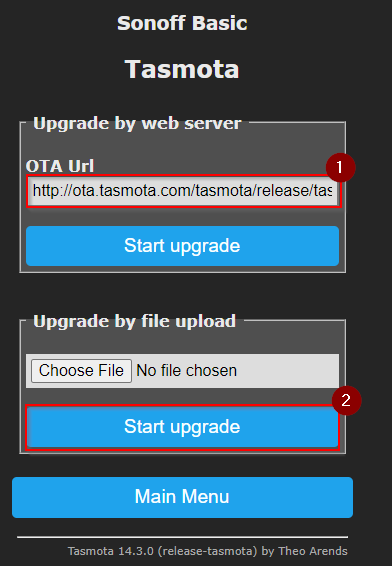 Sonoff Basic
Tasmota
Upgrade by web server
1
OTA Url
http://ota.tasmota.com/tasmota/release/tas
Start upgrade
Upgrade by file upload
Choose File No file chosen
2
Start upgrade
Main Menu
Tasmota 14.3.0 (release-tasmota) by Theo Arends